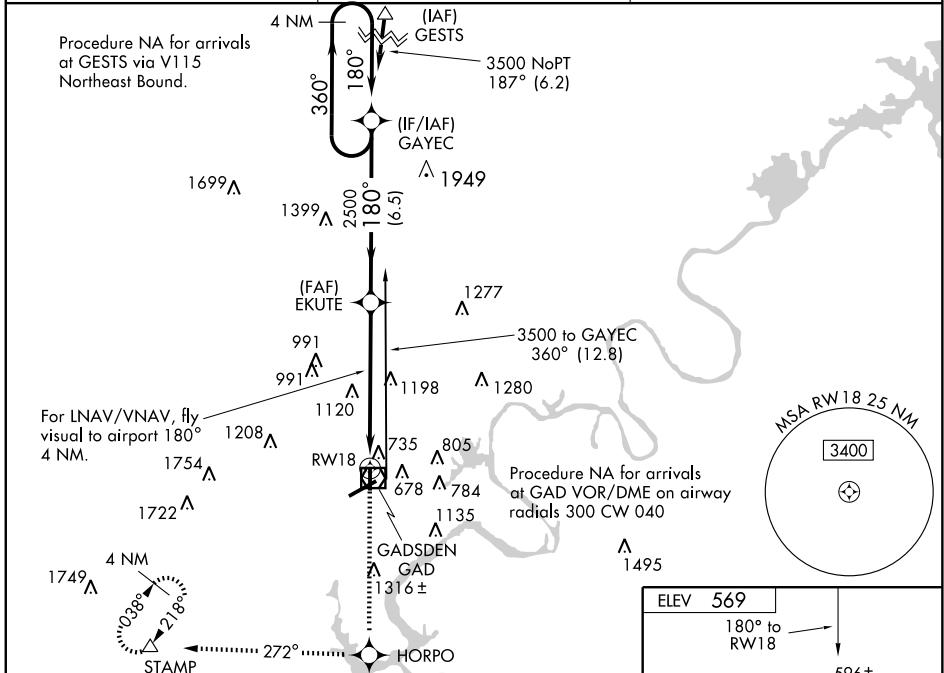 4 NM
(IAF)
GESTS
Procedure NA for arrivals
at GESTS via V115
Northeast Bound.
3500 NoPT
187° (6.2)
360°
180°
(IF/IAF)
GAYEC
1949
1699
1399
2500
180°
(6.5)
(FAF)
EKUTE
1277
3500 to GAYEC
360° (12.8)
991
991
1198
1280
1120
For LNAV/VNAV, fly
visual to airport 180°
4 NM.
1208
MSA RW18 25 NM
3400
735
805
RW18
1754
678
784
Procedure NA for arrivals
at GAD VOR/DME on airway
radials 300 CW 040
1722
1135
GADSDEN
GAD
1495
4 NM
1749
1316±
038°
218°
ELEV 569
180° to
RW18
272°
HORPO
STAMP
596±